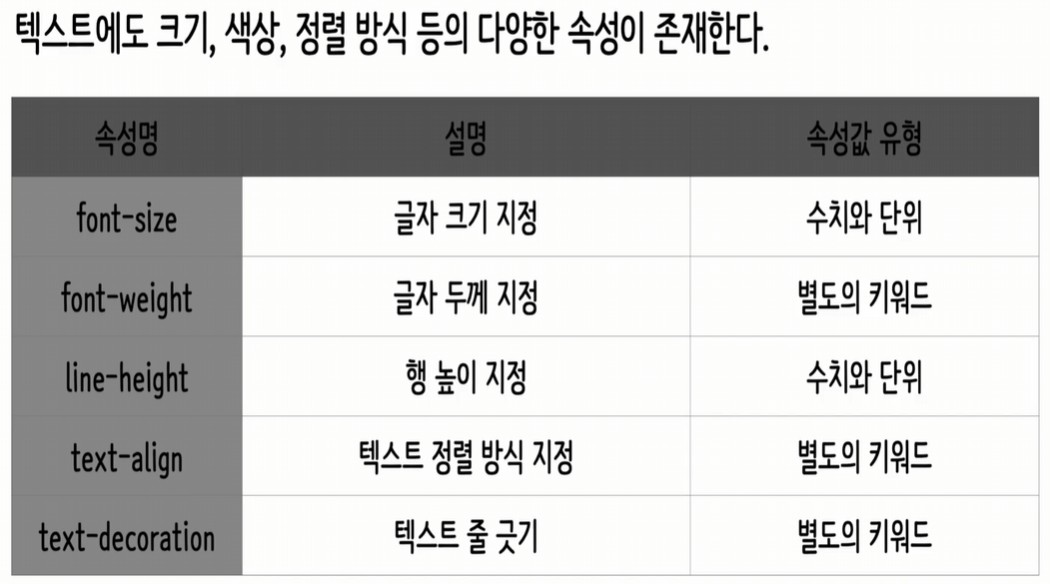 텍스트에도 크기, 색상, 정렬 방식 등의 다양한 속성이 존재한다.
속성명 설명 속성값 유형
font-size 글자 크기 지정 수치와 단위
font-weight 글자 두께 지정 별도의 키워드
line-height 행 높이 지정 수치와 단위
text-align 텍스트 정렬 방식 지정 별도의 키워드
text-decoration 텍스트 줄 긋기 별도의 키워드